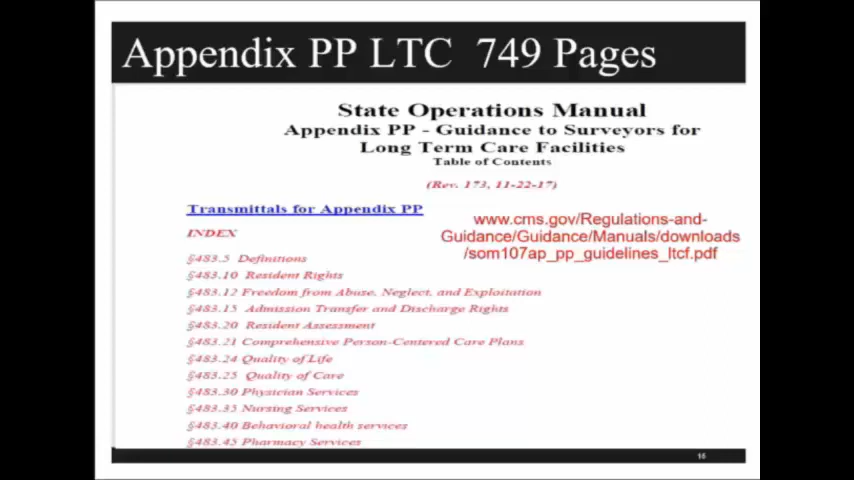 Appendix PP LTC 749 Pages
State Operations Manual
Appendix PP - Guidance to Surveyors for
Long Term Care Facilities
Table of Contents
(Rev. 173, 11-22-17)
Transmittals for Appendix PP
INDEX
www.cms.gov/Regulations-and-
Guidance/Guidance/Manuals/downloads
/som107ap_pp_guidelines_ltcf.pdf
§483.5 Definitions
§483.10 Resident Rights
§483.12 Freedom from Abuse, Neglect, and Exploitation
§483.15 Admission Transfer and Discharge Rights
§483.20 Resident Assessment
§483.21 Comprehensive Person-Centered Care Plans
§483.24 Quality of Life
§483.25 Quality of Care
§483.30 Physician Services
§483.35 Nursing Services
§483.40 Behavioral health services
§483.45 Pharmacy Services
15